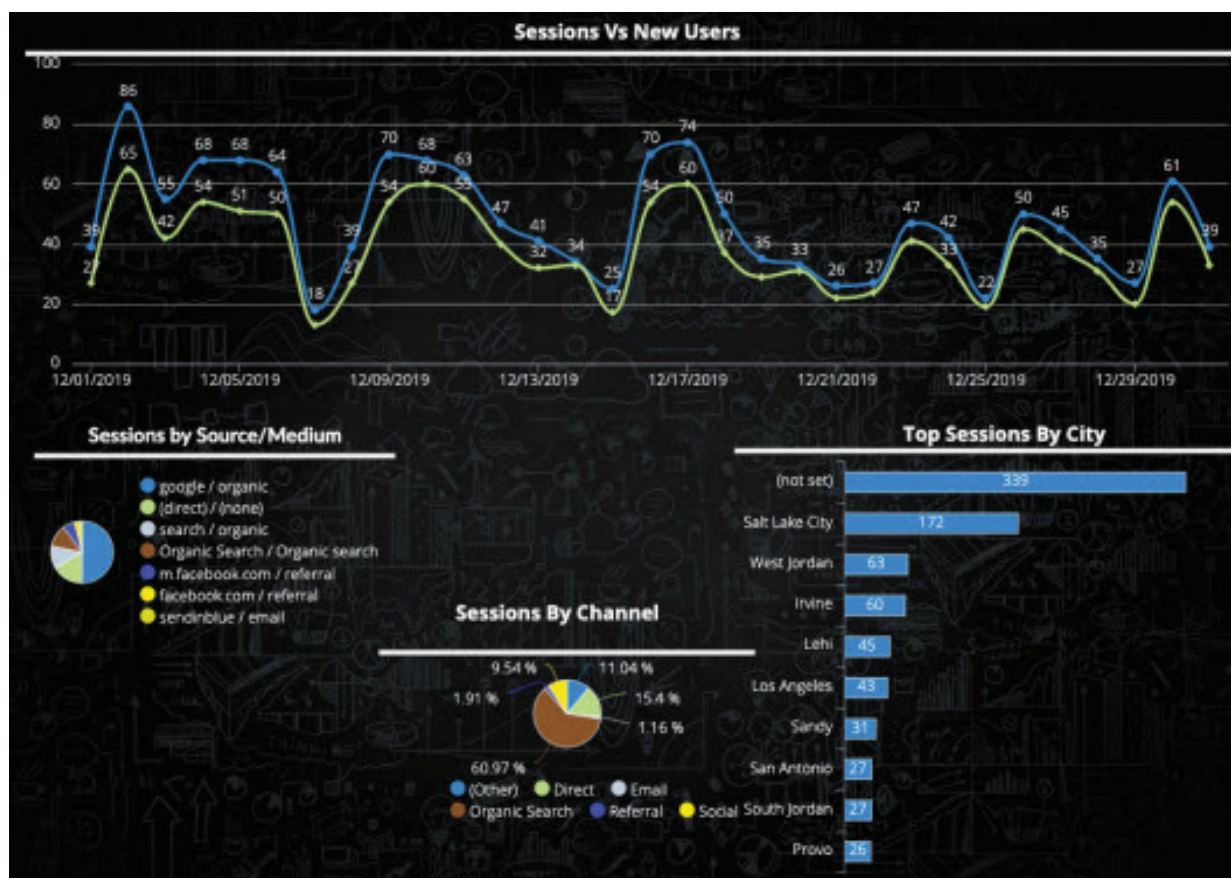 Sessions Vs New Users
100
80
60
40
20
0
86
65
55
42
68
54
68
51
64
50
18
39
27
39
27
70
54
68
60
63
55
47
41
32
34
25
17
70
54
74
60
50
37
35
33
26
27
47
42
33
22
50
45
35
27
61
39
12/01/2019 12/05/2019 12/09/2019 12/13/2019 12/17/2019 12/21/2019 12/25/2019 12/29/2019
Sessions by Source/Medium
google / organic
(direct) / (none)
search / organic
Organic Search / Organic search
m.facebook.com / referral
facebook.com / referral
sendinblue / email
Sessions By Channel
9.54 % 11.04 %
1.91 % 15.4 %
1.16 %
60.97 %
(Other) Direct Email
Organic Search Referral Social
Top Sessions By City
(not set) 339
Salt Lake City 172
West Jordan 63
Irvine 60
Lehi 45
Los Angeles 43
Sandy 31
San Antonio 27
South Jordan 27
Provo 26
PLAN